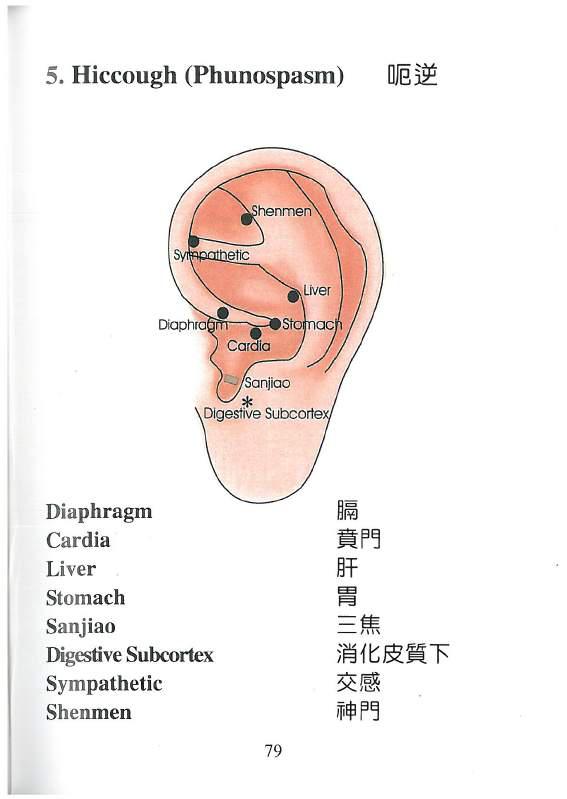 5. Hiccough (Phunospasm) 呃逆
Shenmen
Sympathetic
Liver
Diaphragm
Stomach
Cardia
Sanjiao
*
Digestive Subcortex
Diaphragm 膈
Cardia 賁門
Liver 肝
Stomach 胃
Sanjiao 三焦
Digestive Subcortex 消化皮質下
Sympathetic 交感
Shenmen 神門
79